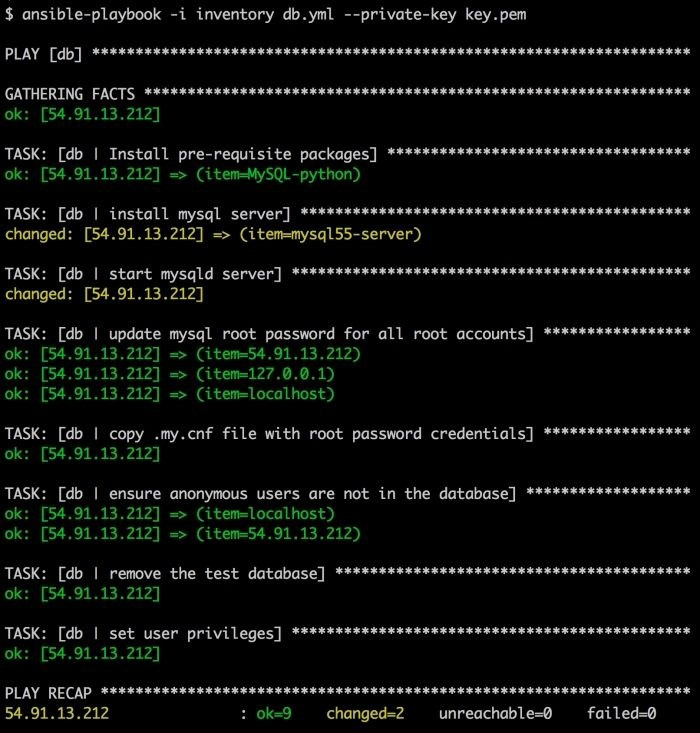 $ ansible-playbook -i inventory db.yml --private-key key.pem
PLAY [db] *********************************************************************
GATHERING FACTS ***************************************************************
ok: [54.91.13.212]
TASK: [db | Install pre-requisite packages] ***********************************
ok: [54.91.13.212] => (item=MySQL-python)
TASK: [db | install mysql server] *********************************************
changed: [54.91.13.212] => (item=mysql55-server)
TASK: [db | start mysqld server] **********************************************
changed: [54.91.13.212]
TASK: [db | update mysql root password for all root accounts] *****************
ok: [54.91.13.212] => (item=54.91.13.212)
ok: [54.91.13.212] => (item=127.0.0.1)
ok: [54.91.13.212] => (item=localhost)
TASK: [db | copy .my.cnf file with root password credentials] *****************
ok: [54.91.13.212]
TASK: [db | ensure anonymous users are not in the database] *******************
ok: [54.91.13.212] => (item=localhost)
ok: [54.91.13.212] => (item=54.91.13.212)
TASK: [db | remove the test database] *****************************************
ok: [54.91.13.212]
TASK: [db | set user privileges] **********************************************
ok: [54.91.13.212]
PLAY RECAP ********************************************************************
54.91.13.212               : ok=9    changed=2    unreachable=0    failed=0